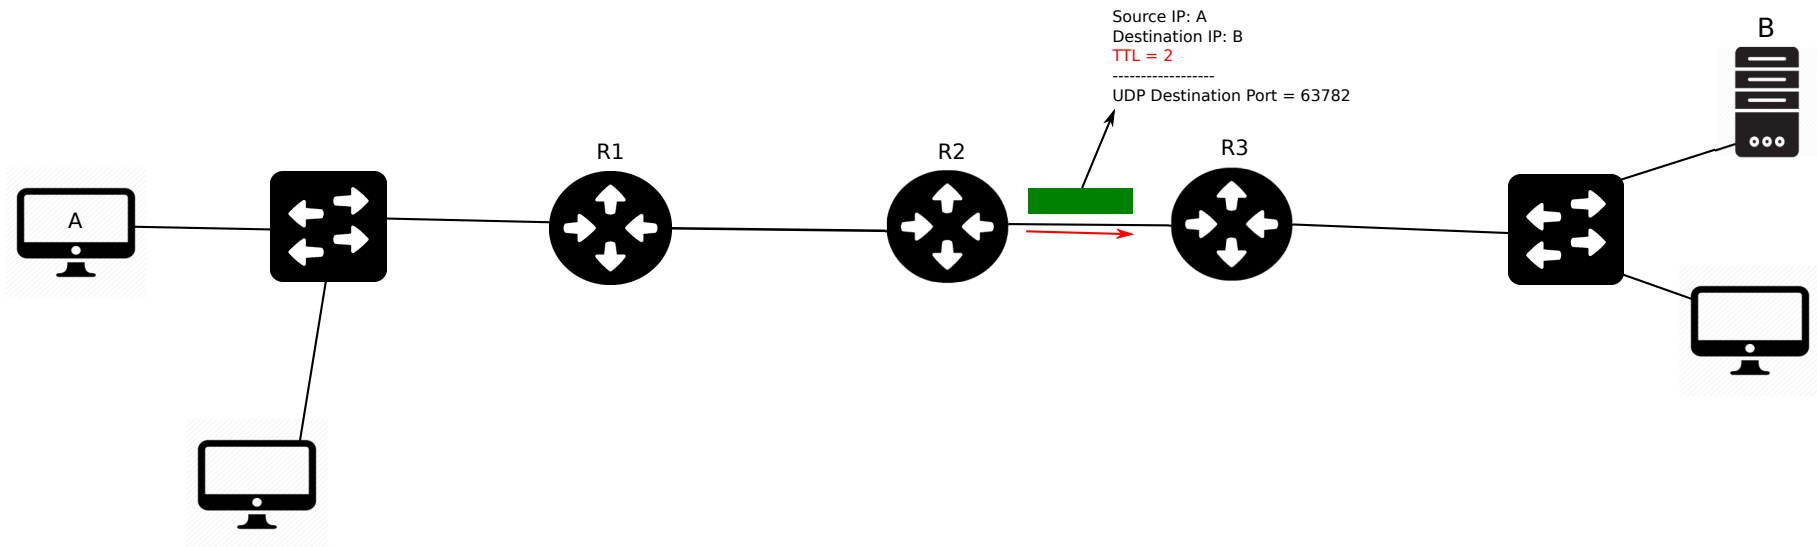 Source IP: A
Destination IP: B
TTL = 2
------------------
UDP Destination Port = 63782
B
R1
R2
R3
A